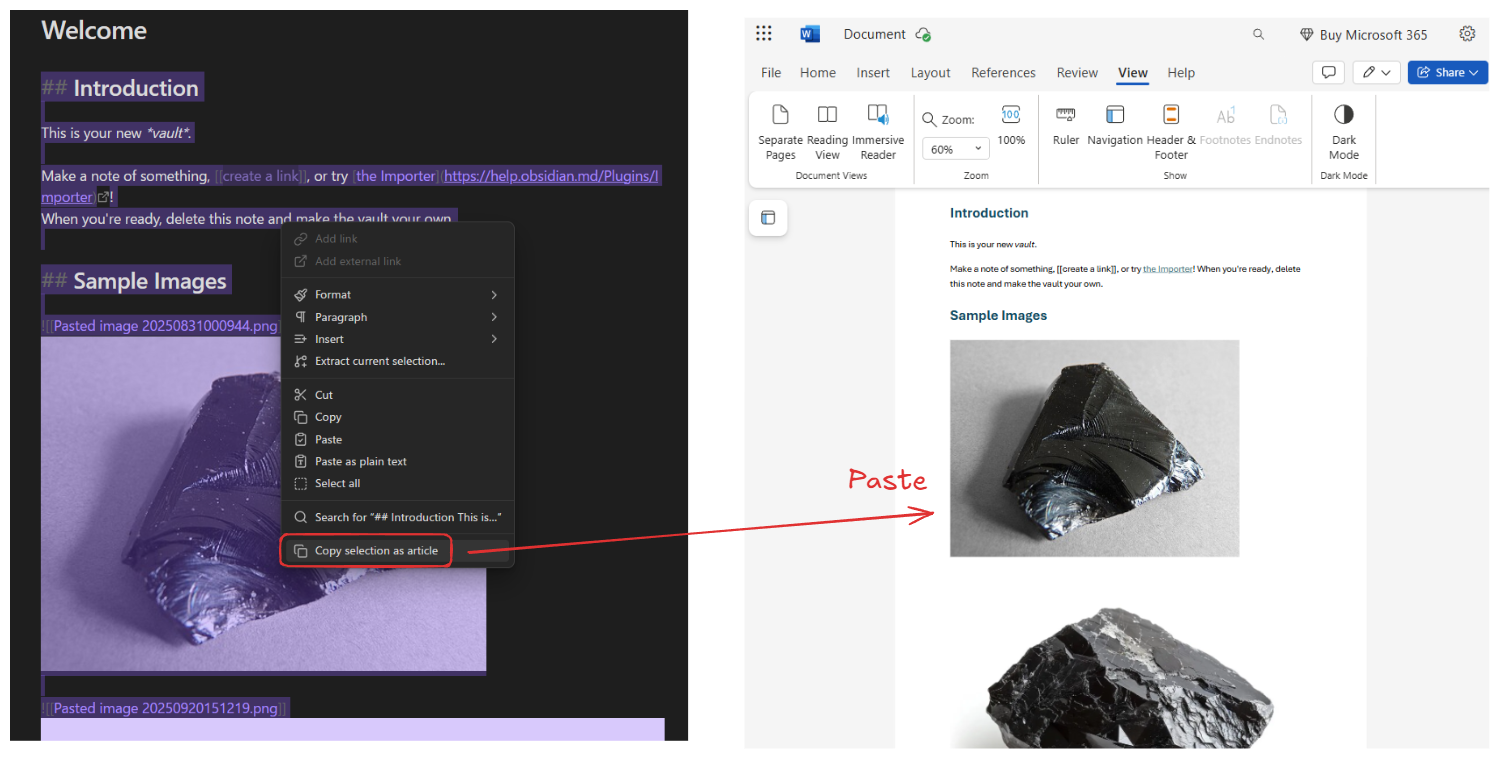 Welcome
## Introduction
This is your new *vault*.
Make a note of something, [[create a link]], or try [the Importer](https://help.obsidian.md/Plugins/I
mporter)!
When you're ready, delete this note and make the vault your own.
## Sample Images
![[Pasted image 20250831000944.png
Add link
Add external link
Format
Paragraph
Insert
Extract current selection...
Cut
Copy
Paste
Paste as plain text
Select all
Search for "## Introduction This is..."
Copy selection as article
![[Pasted image 20250920151219.png]]
Paste
W
Document
Buy Microsoft 365
File Home Insert Layout References Review View Help
Share
Separate Pages
Reading View
Immersive Reader
Document Views
Zoom:
60%
100
100%
Zoom
Ruler
Navigation
Header & Footer
Footnotes
Endnotes
Show
Dark Mode
Dark Mode
Introduction
This is your new vault.
Make a note of something, [[create a link]], or try the Importer! When you're ready, delete
this note and make the vault your own.
Sample Images